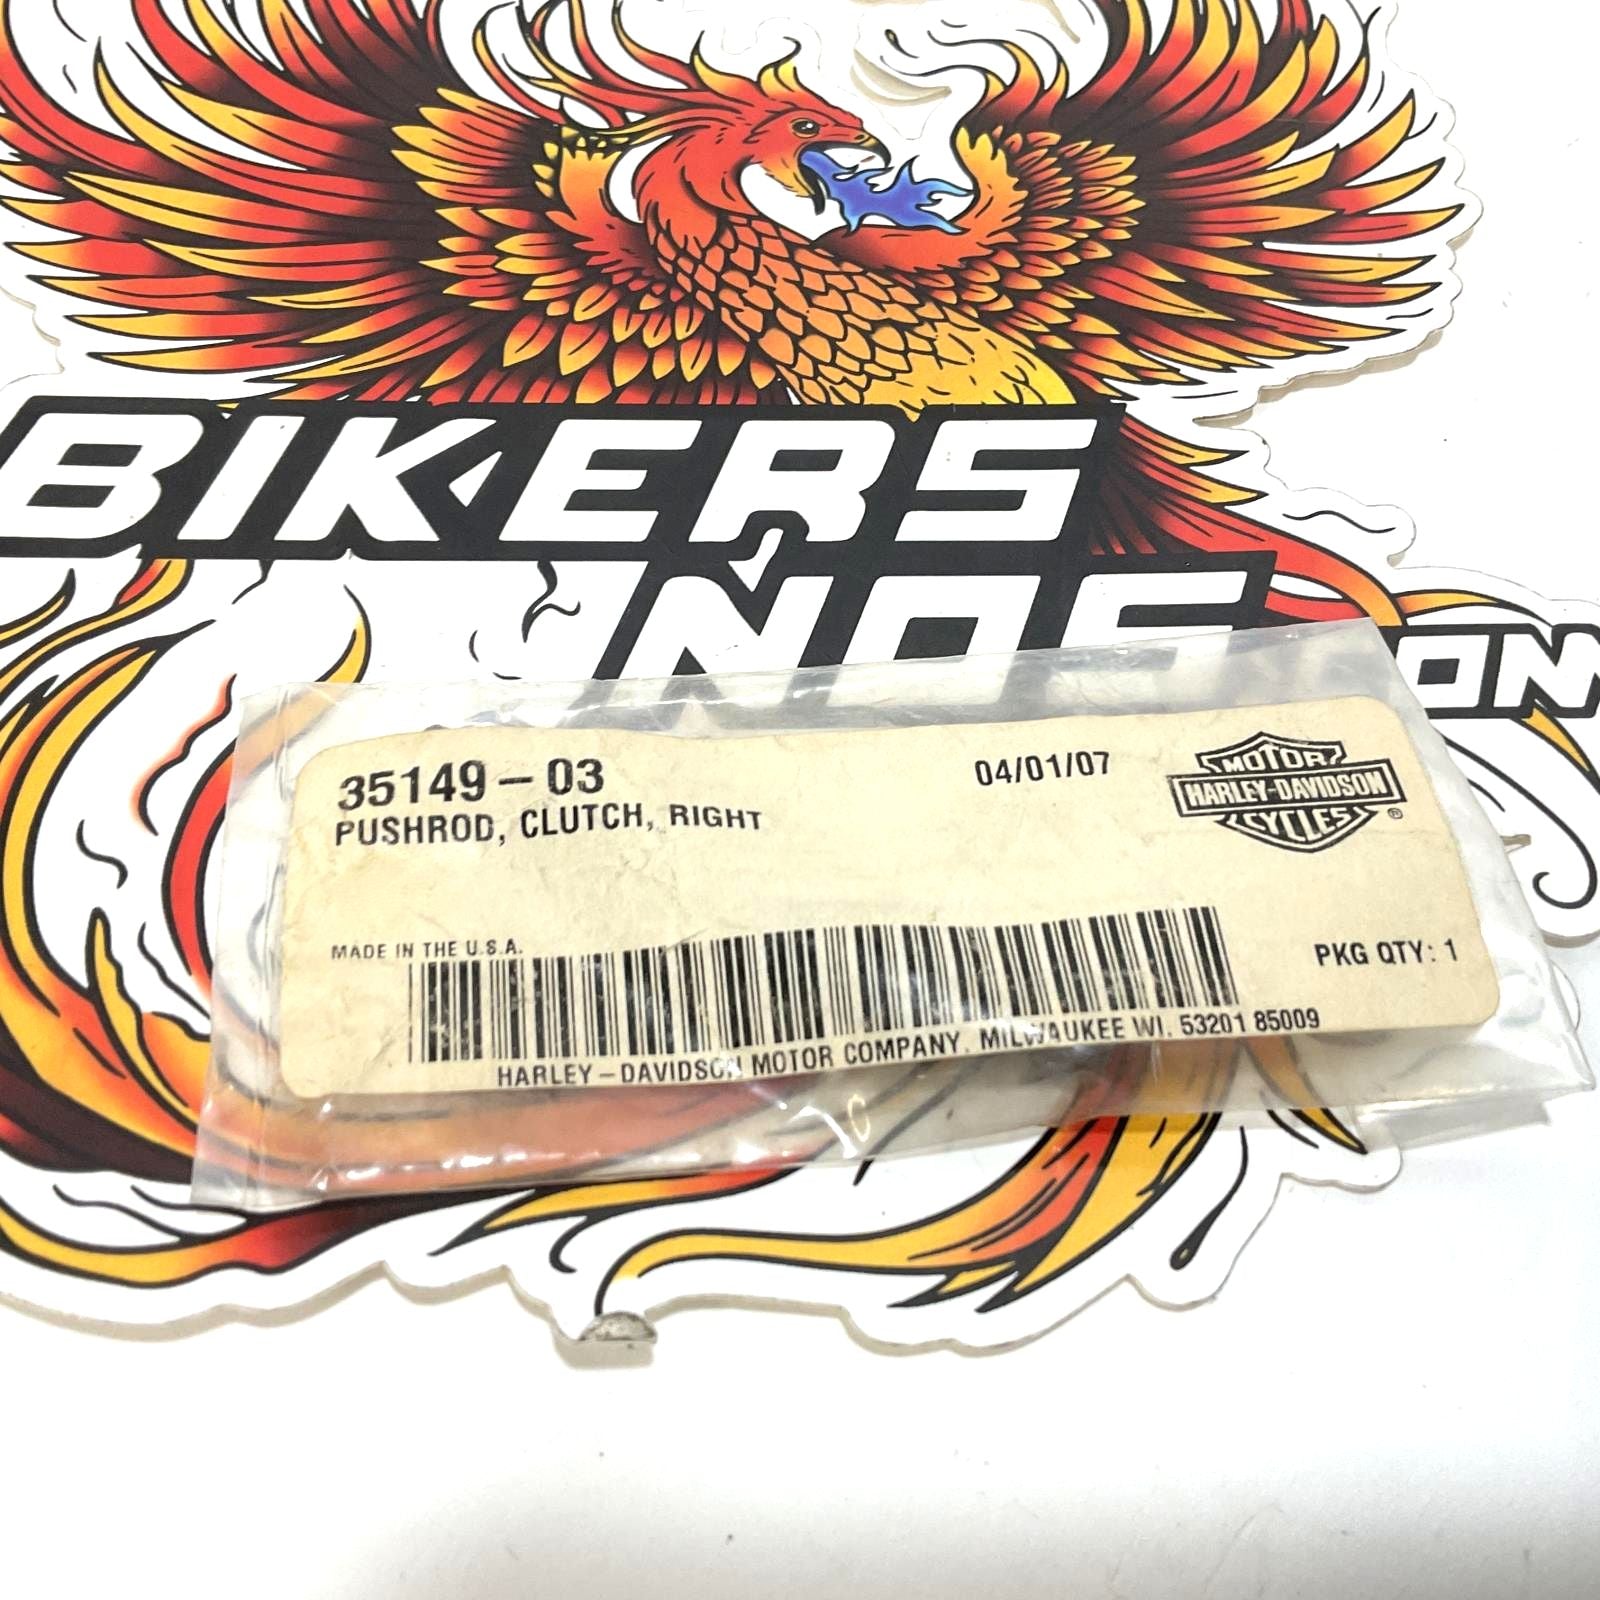 BIKERS
NOS
35149-03
04/01/07
MOTOR
HARLEY-DAVIDSON
CYCLES
®
PUSHROD, CLUTCH, RIGHT
MADE IN THE U.S.A.
PKG QTY: 1
HARLEY-DAVIDSON MOTOR COMPANY. MILWAUKEE WI. 53201 85009